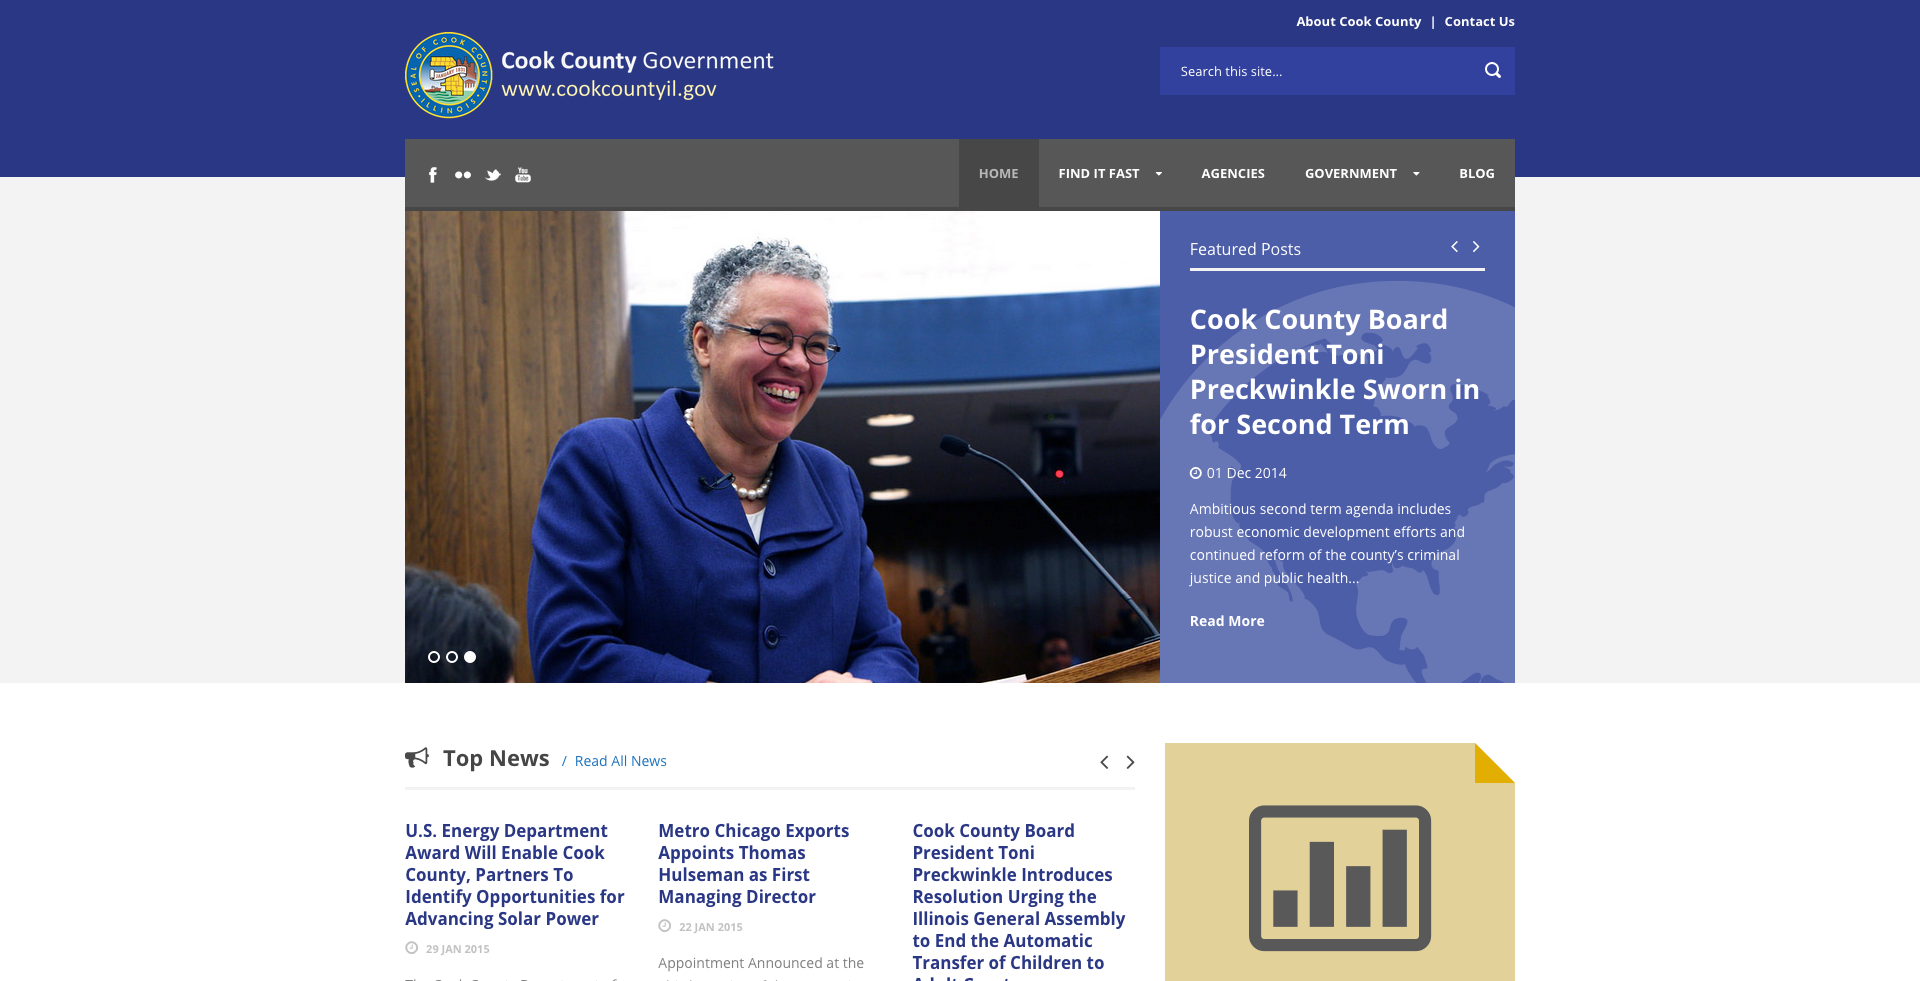 About Cook County | Contact Us
Cook County Government
www.cookcountyil.gov
Search this site...
HOME FIND IT FAST AGENCIES GOVERNMENT BLOG
Featured Posts
Cook County Board
President Toni
Preckwinkle Sworn in
for Second Term
01 Dec 2014
Ambitious second term agenda includes
robust economic development efforts and
continued reform of the county's criminal
justice and public health...
Read More
Top News / Read All News
U.S. Energy Department
Award Will Enable Cook
County, Partners To
Identify Opportunities for
Advancing Solar Power
29 JAN 2015
Metro Chicago Exports
Appoints Thomas
Hulseman as First
Managing Director
22 JAN 2015
Appointment Announced at the
Cook County Board
President Toni
Preckwinkle Introduces
Resolution Urging the
Illinois General Assembly
to End the Automatic
Transfer of Children to